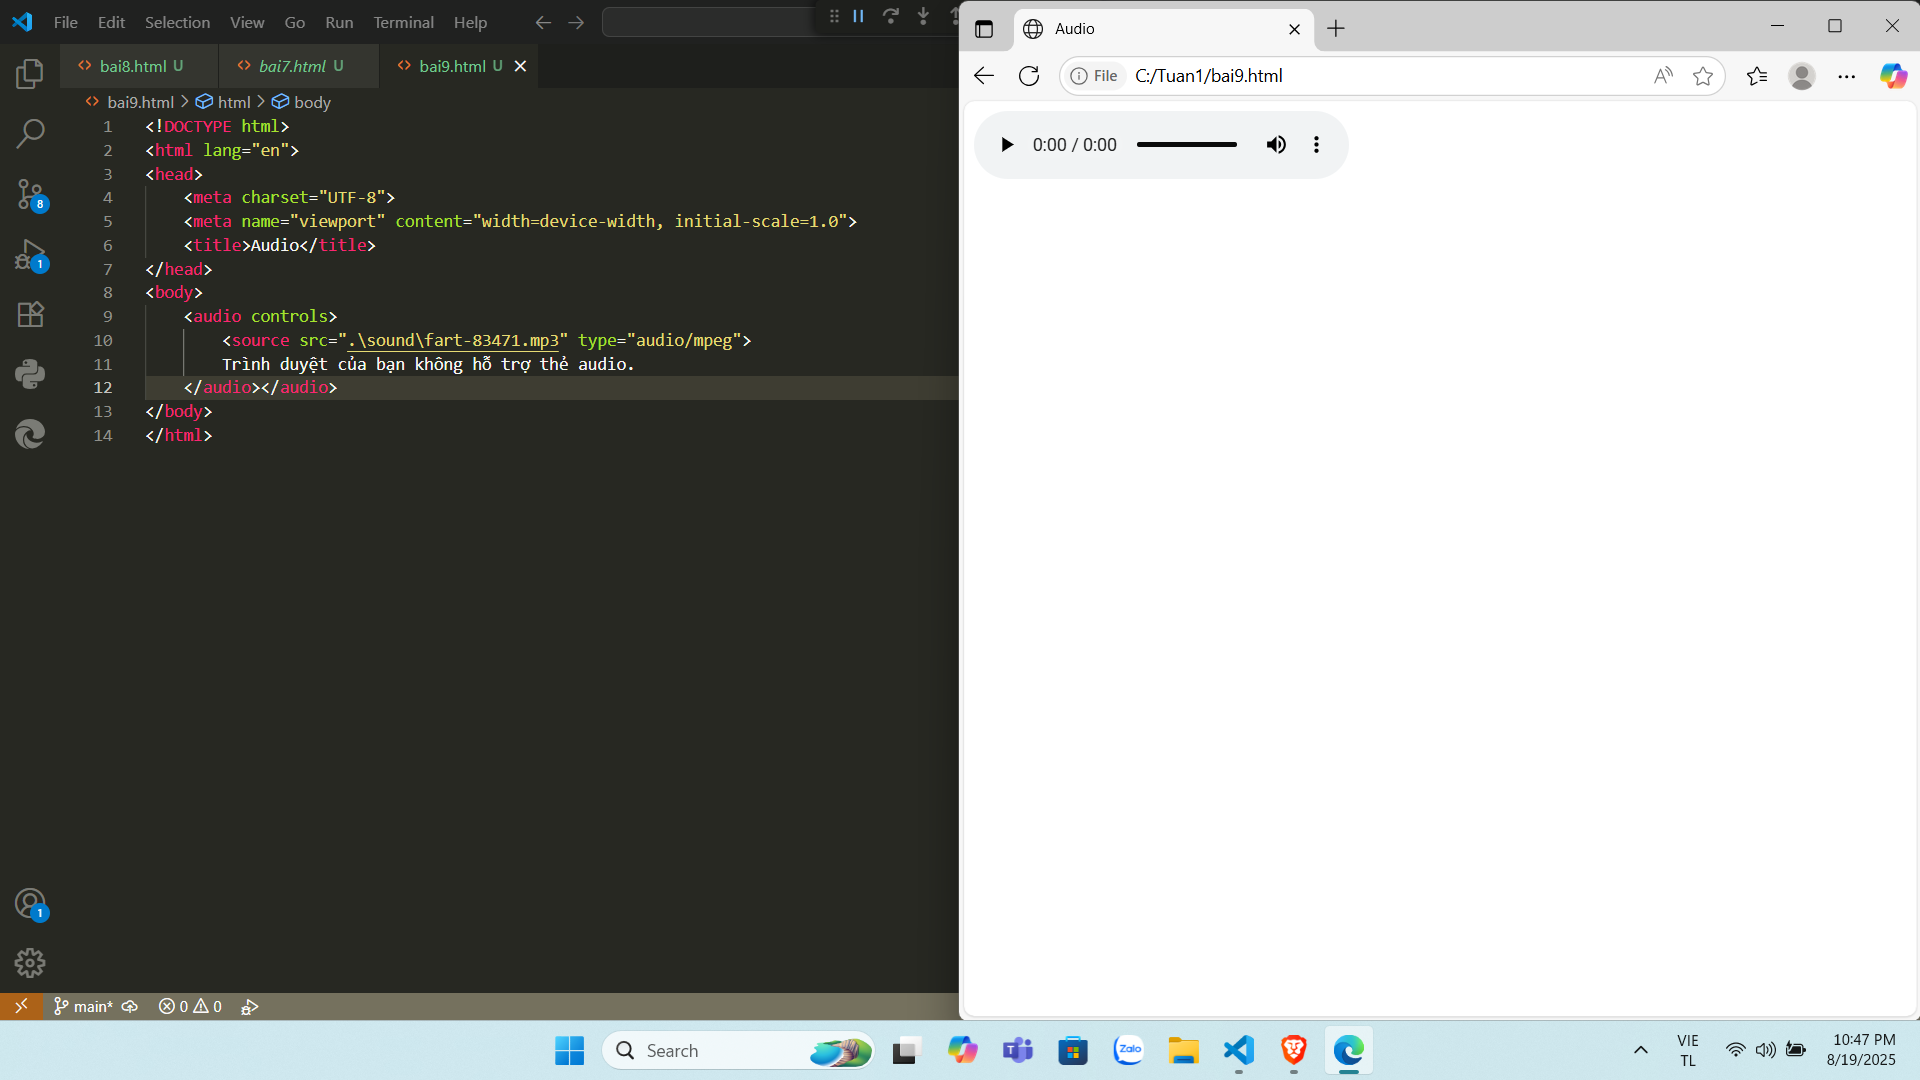 File Edit Selection View Go Run Terminal Help
bai8.html U bai7.html U bai9.html U
bai9.html > html > body
1 <!DOCTYPE html>
2 <html lang="en">
3 <head>
4 <meta charset="UTF-8">
5 <meta name="viewport" content="width=device-width, initial-scale=1.0">
6 <title>Audio</title>
7 </head>
8 <body>
9 <audio controls>
10 <source src=".\sound\fart-83471.mp3" type="audio/mpeg">
11 Trình duyệt của bạn không hỗ trợ thẻ audio.
12 </audio></audio>
13 </body>
14 </html>
8
1
1
main* 0 0
Audio
File C:/Tuan1/bai9.html
0:00 / 0:00
Search
Zalo
VIE
TL
10:47 PM
8/19/2025